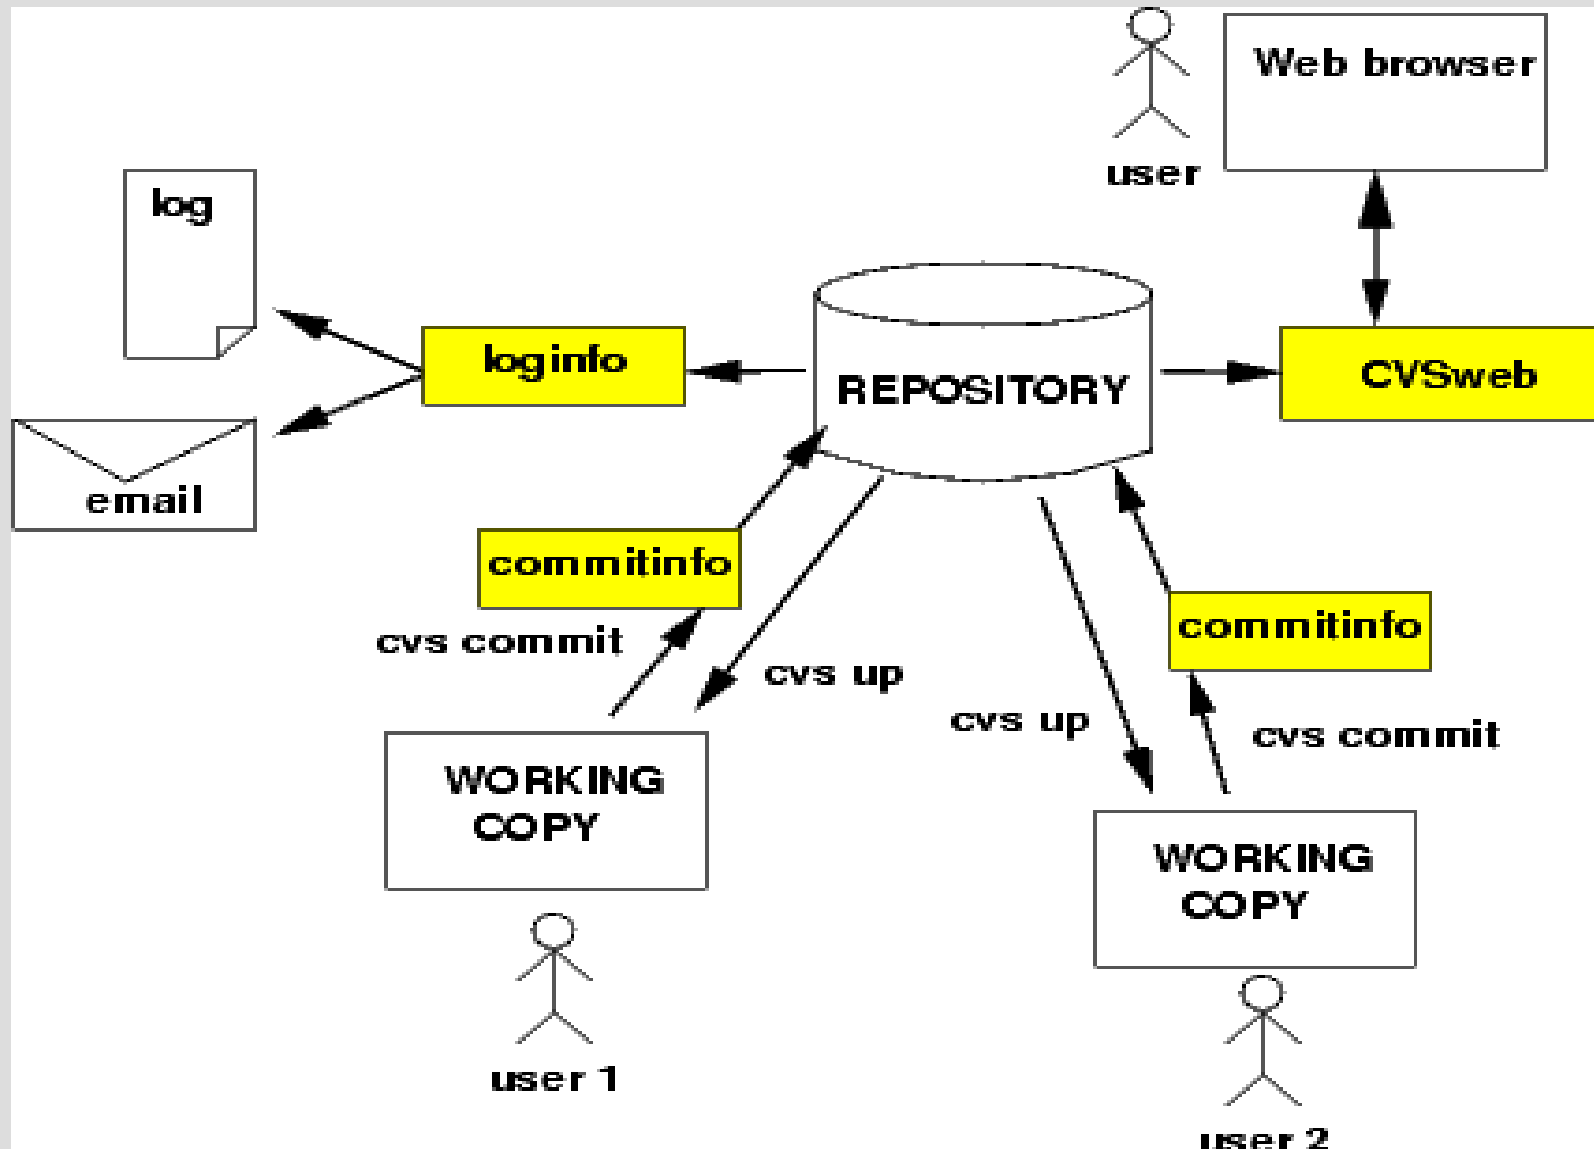 Web browser
user
log
loginfo
REPOSITORY
CVSweb
email
commitinfo
cvs commit
cvs up
commitinfo
cvs up
cvs commit
WORKING
COPY
WORKING
COPY
user 1
user 2